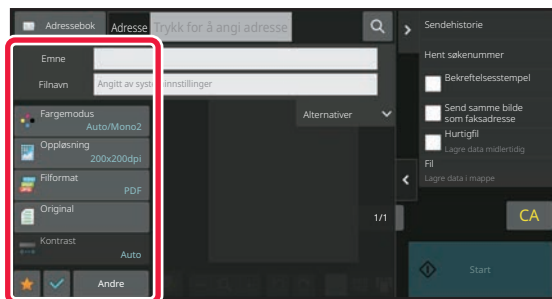 Adressebok
Adresse
Trykk for å angi adresse
Emne
Filnavn
Angitt av systeminnstillinger
Fargemodus
Auto/Mono2
Oppløsning
200x200dpi
Filformat
PDF
Original
Kontrast
Auto
Andre
Alternativer
1/1
Sendehistorie
Hent søkenummer
Bekreftelsesstempel
Send samme bilde
som faksadresse
Hurtigfil
Lagre data midlertidig
Fil
Lagre data i mappe
CA
Start